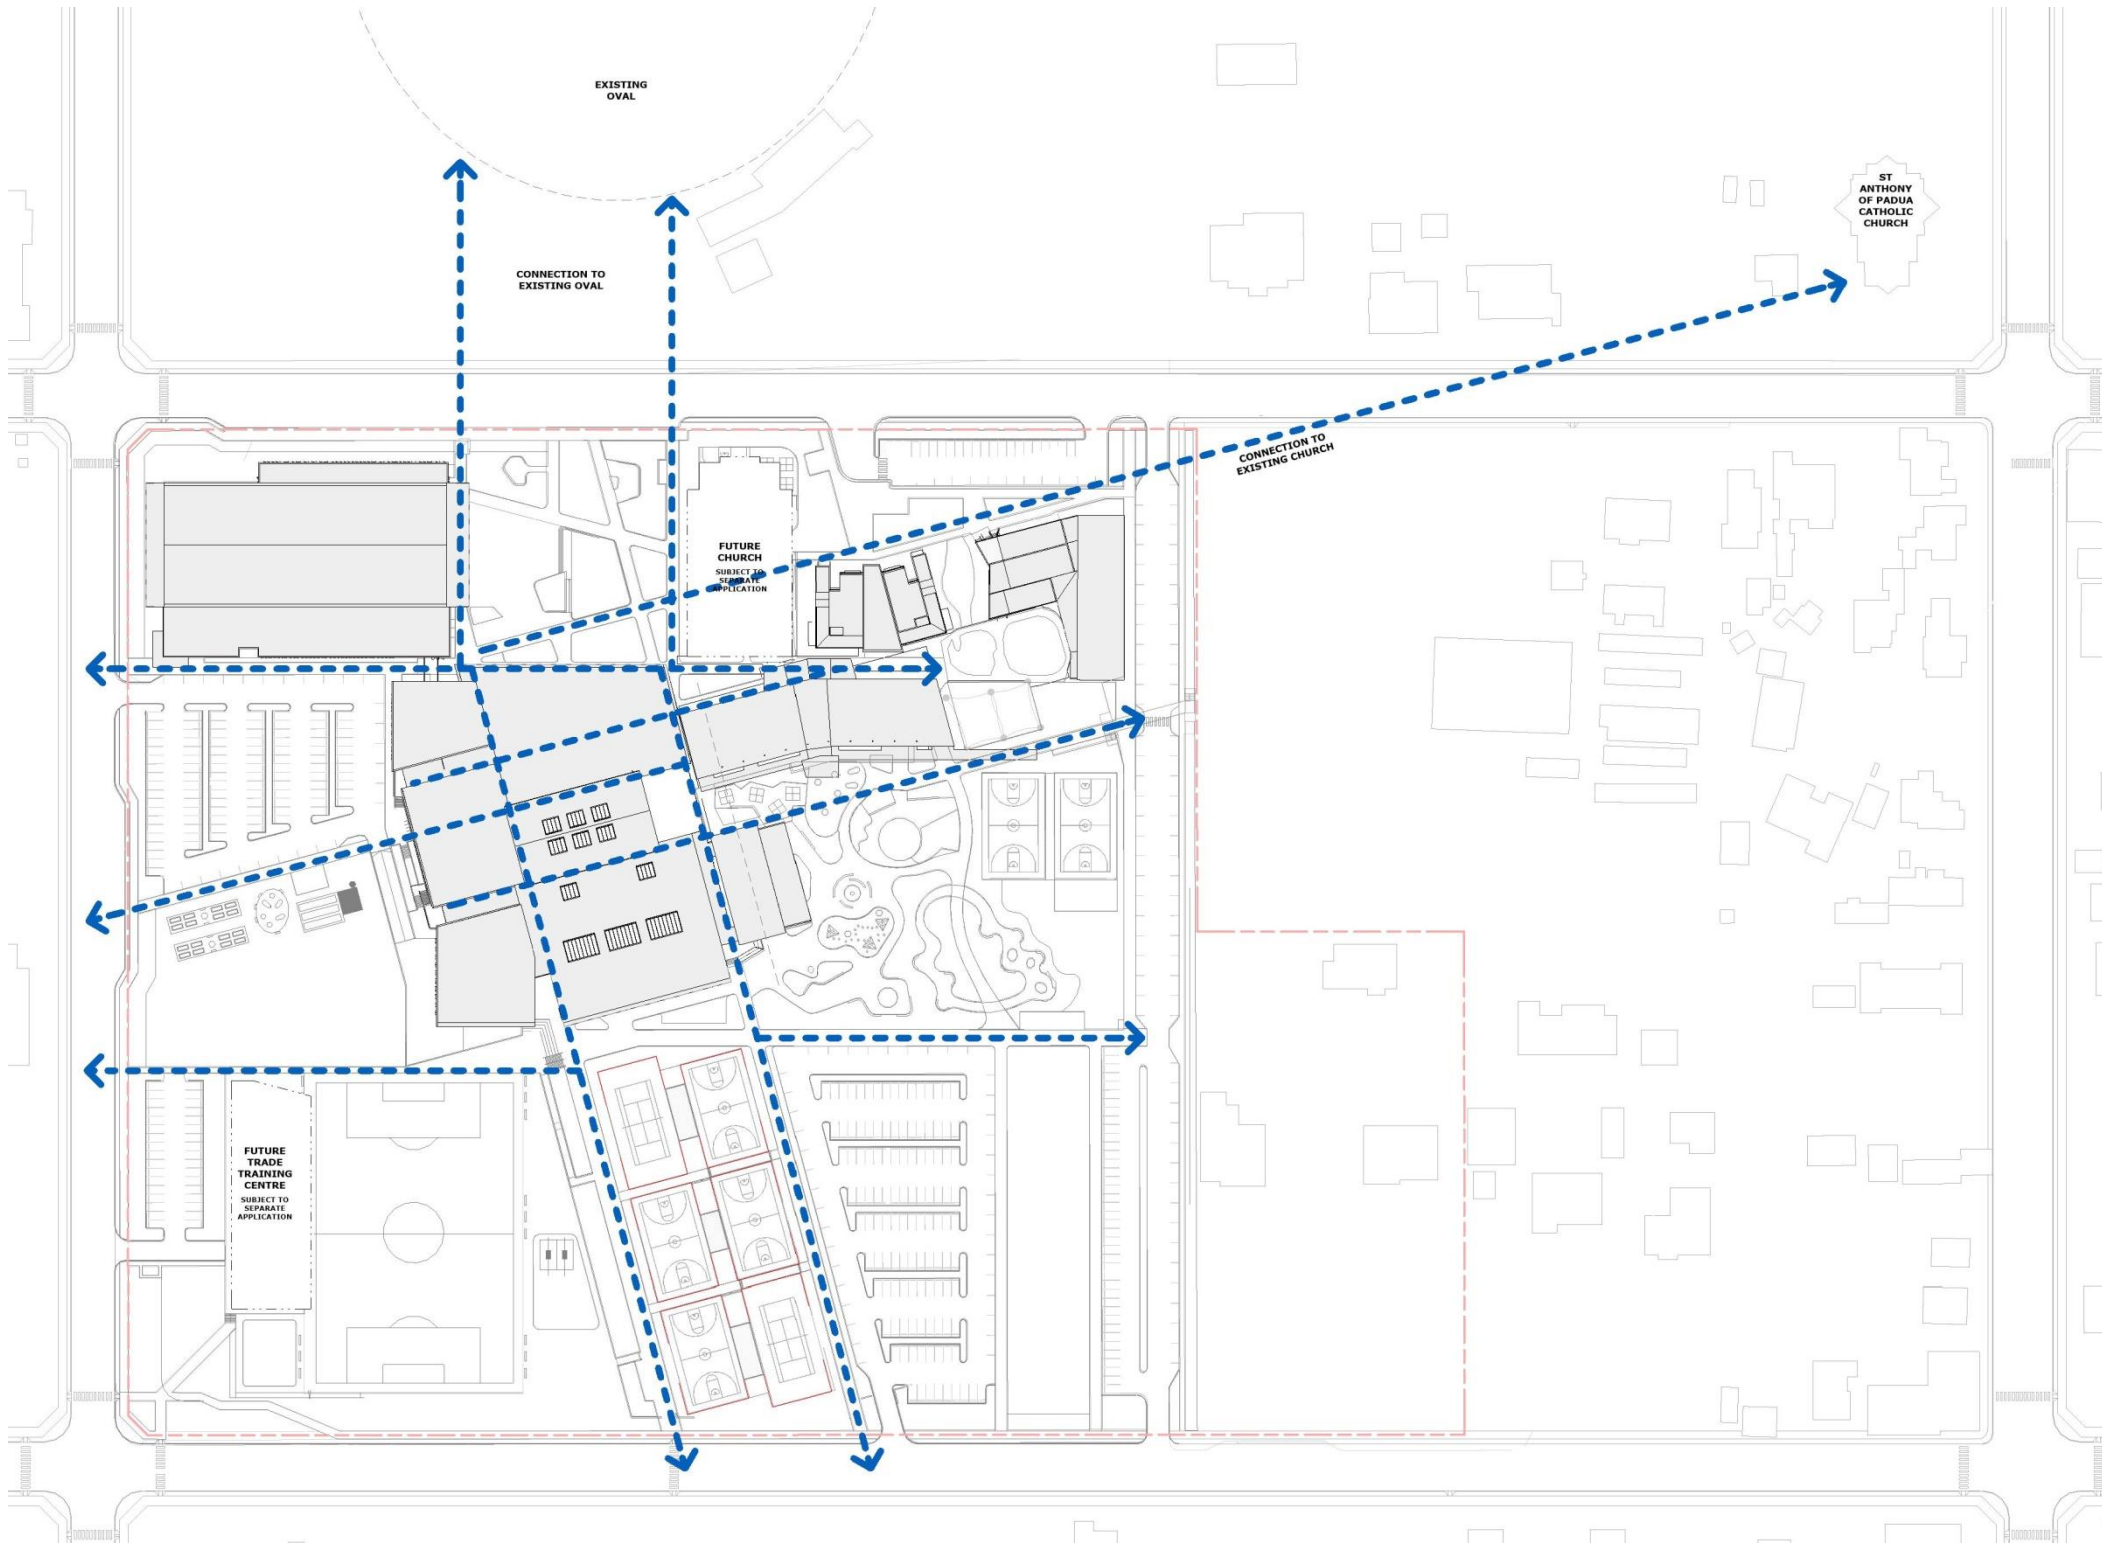 EXISTING
OVAL
ST
ANTHONY
OF PADUA
CATHOLIC
CHURCH
CONNECTION TO
EXISTING OVAL
CONNECTION TO
EXISTING CHURCH
FUTURE
CHURCH
SUBJECT TO
SEPARATE
APPLICATION
FUTURE
TRADE
TRAINING
CENTRE
SUBJECT TO
SEPARATE
APPLICATION